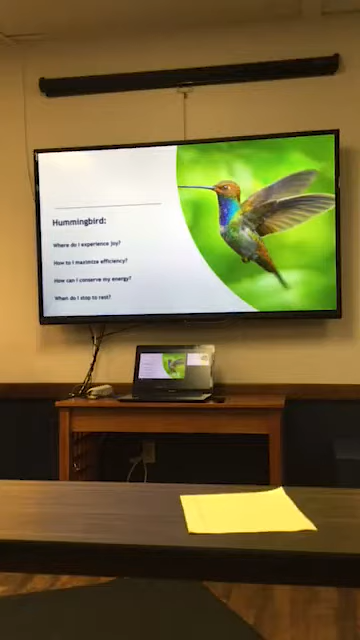 Hummingbird:
Where do I experience joy?
How to I maximize efficiency?
How can I conserve my energy?
When do I stop to rest?